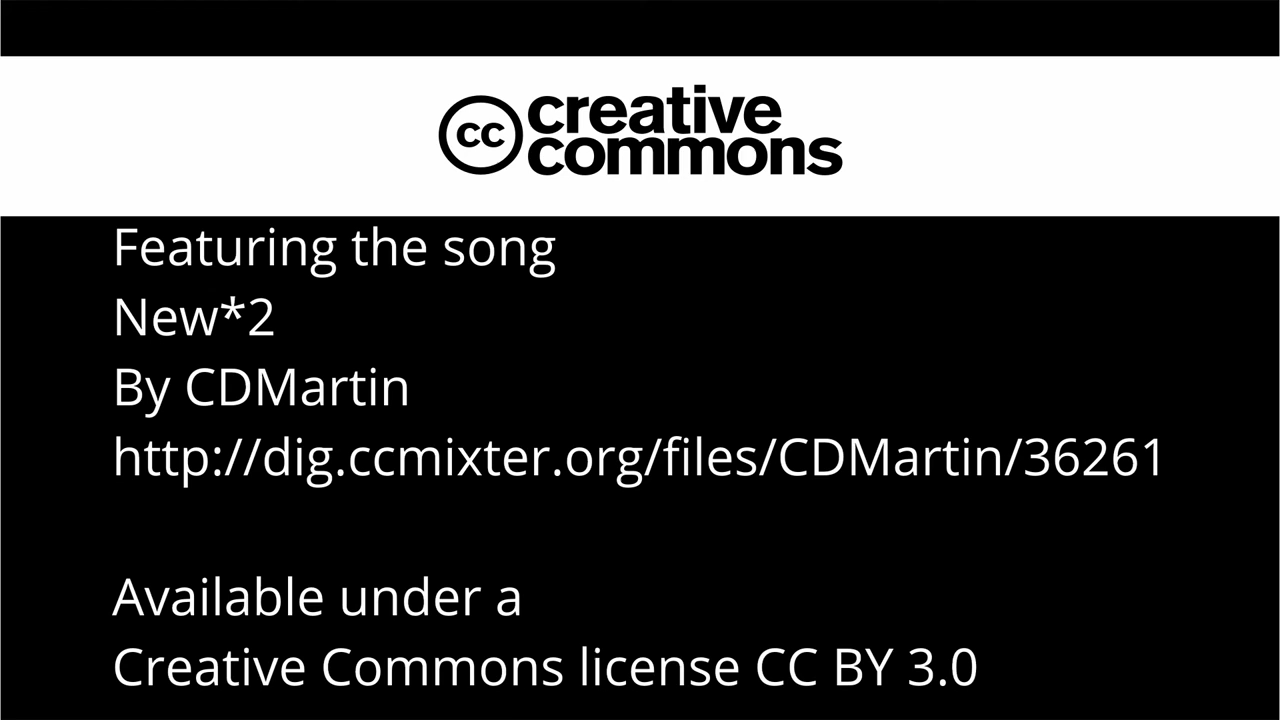 cc creative
commons
Featuring the song
New*2
By CDMartin
http://dig.ccmixter.org/files/CDMartin/36261
Available under a
Creative Commons license CC BY 3.0